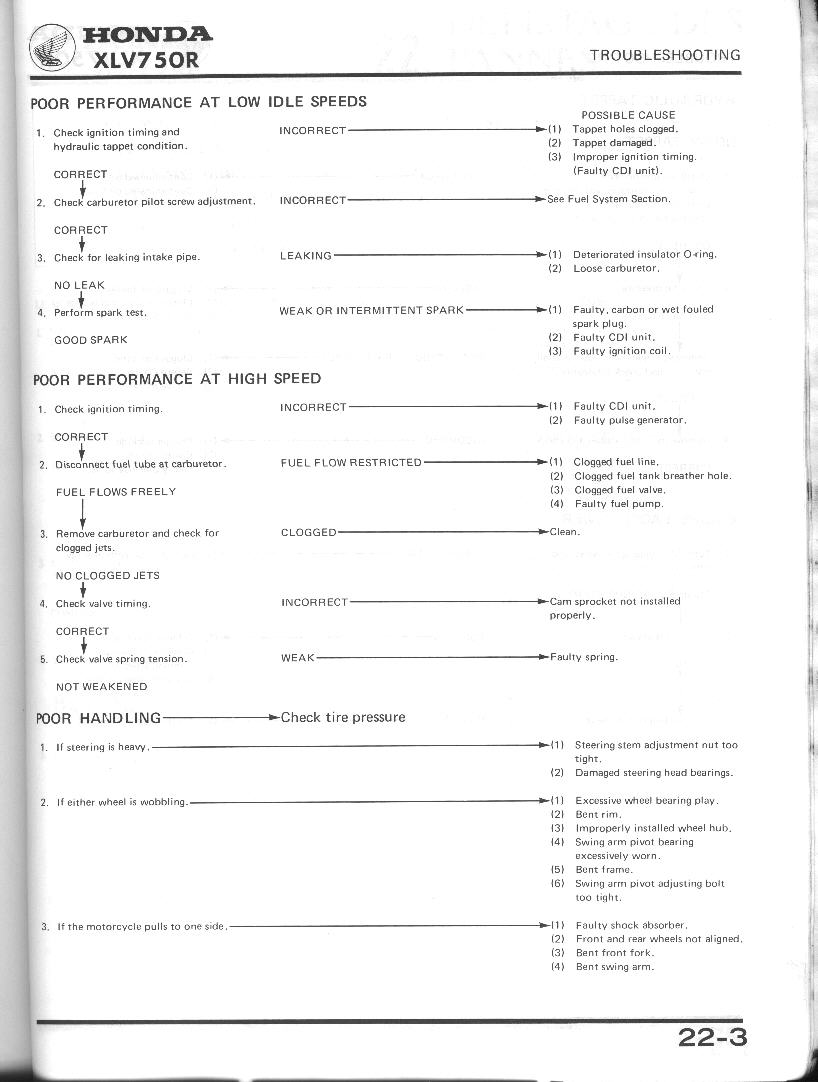 HONDA
XLV750R
TROUBLESHOOTING
POOR PERFORMANCE AT LOW IDLE SPEEDS
POSSIBLE CAUSE
1. Check ignition timing and INCORRECT (1) Tappet holes clogged.
hydraulic tappet condition. (2) Tappet damaged.
(3) Improper ignition timing.
(Faulty CDI unit).
CORRECT
2. Check carburetor pilot screw adjustment. INCORRECT See Fuel System Section.
CORRECT
3. Check for leaking intake pipe. LEAKING (1) Deteriorated insulator O-ring.
(2) Loose carburetor.
NO LEAK
4. Perform spark test. WEAK OR INTERMITTENT SPARK (1) Faulty, carbon or wet fouled
spark plug.
GOOD SPARK (2) Faulty CDI unit.
(3) Faulty ignition coil.
POOR PERFORMANCE AT HIGH SPEED
1. Check ignition timing. INCORRECT (1) Faulty CDI unit.
(2) Faulty pulse generator.
CORRECT
2. Disconnect fuel tube at carburetor. FUEL FLOW RESTRICTED (1) Clogged fuel line.
(2) Clogged fuel tank breather hole.
FUEL FLOWS FREELY (3) Clogged fuel valve.
(4) Faulty fuel pump.
3. Remove carburetor and check for CLOGGED Clean.
clogged jets.
NO CLOGGED JETS
4. Check valve timing. INCORRECT Cam sprocket not installed
properly.
CORRECT
5. Check valve spring tension. WEAK Faulty spring.
NOT WEAKENED
POOR HANDLING Check tire pressure
1. If steering is heavy. (1) Steering stem adjustment nut too
tight.
(2) Damaged steering head bearings.
2. If either wheel is wobbling. (1) Excessive wheel bearing play.
(2) Bent rim.
(3) Improperly installed wheel hub.
(4) Swing arm pivot bearing
excessively worn.
(5) Bent frame.
(6) Swing arm pivot adjusting bolt
too tight.
3. If the motorcycle pulls to one side. (1) Faulty shock absorber.
(2) Front and rear wheels not aligned.
(3) Bent front fork.
(4) Bent swing arm.
22-3